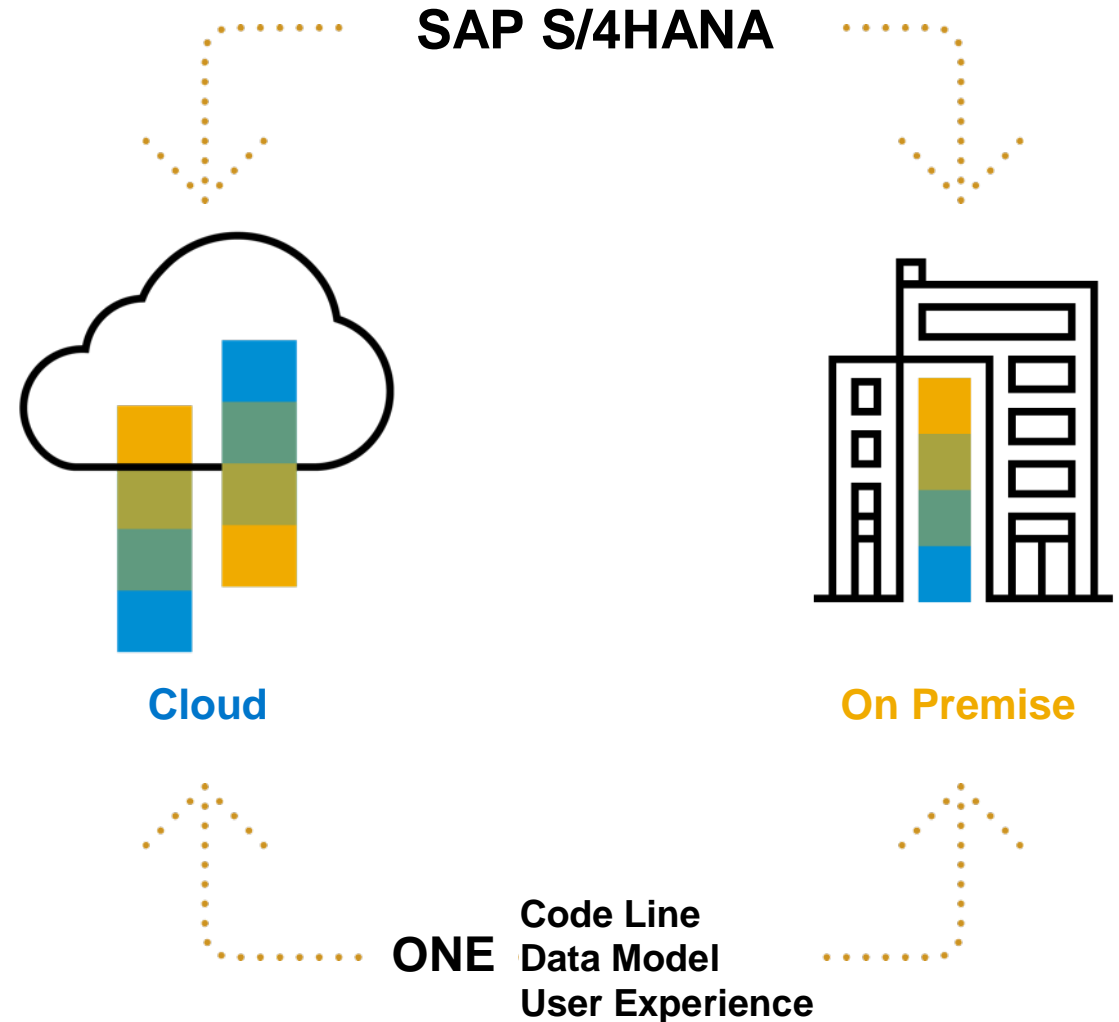 SAP S/4HANA
Cloud
On Premise
ONE
Code Line
Data Model
User Experience